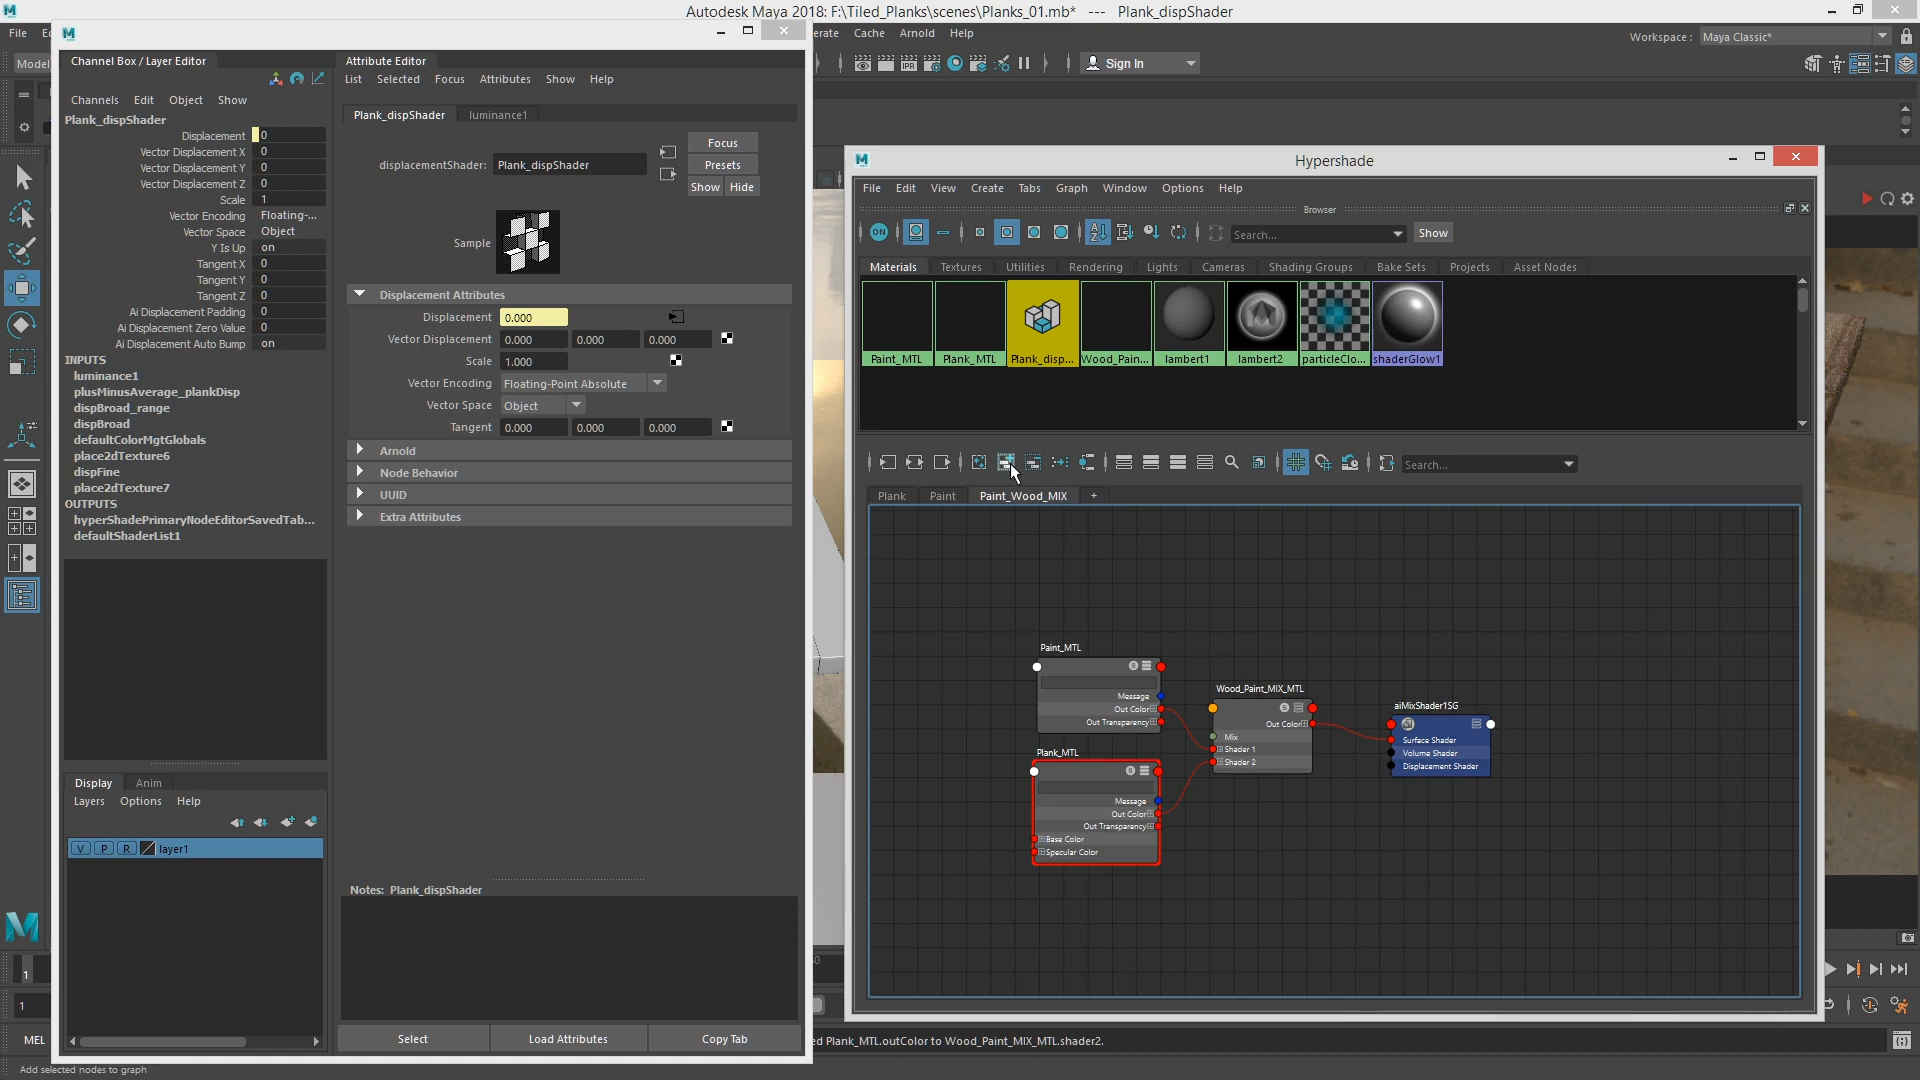 Autodesk Maya 2018: F:\Tiled_Planks\scenes\Planks_01.mb* --- Plank_dispShader
File
erate Cache Arnold Help
Workspace : Maya Classic*
Model
Sign In
Channel Box / Layer Editor
Channels Edit Object Show
Plank_dispShader
Displacement 0
Vector Displacement X 0
Vector Displacement Y 0
Vector Displacement Z 0
Scale 1
Vector Encoding Floating-...
Vector Space Object
Y Is Up on
Tangent X 0
Tangent Y 0
Tangent Z 0
Ai Displacement Padding 0
Ai Displacement Zero Value 0
Ai Displacement Auto Bump on
INPUTS
luminance1
plusMinusAverage_plankDisp
dispBroad_range
dispBroad
defaultColorMgtGlobals
place2dTexture6
dispFine
place2dTexture7
OUTPUTS
hyperShadePrimaryNodeEditorSavedTab...
defaultShaderList1
Display Anim
Layers Options Help
V P R layer1
Attribute Editor
List Selected Focus Attributes Show Help
Plank_dispShader luminance1
displacementShader: Plank_dispShader
Focus
Presets
Show Hide
Sample
Displacement Attributes
Displacement 0.000
Vector Displacement 0.000 0.000 0.000
Scale 1.000
Vector Encoding Floating-Point Absolute
Vector Space Object
Tangent 0.000 0.000 0.000
Arnold
Node Behavior
UUID
Extra Attributes
Notes: Plank_dispShader
Select Load Attributes Copy Tab
Hypershade
File Edit View Create Tabs Graph Window Options Help
Browser
ON
Search...
Show
Materials Textures Utilities Rendering Lights Cameras Shading Groups Bake Sets Projects Asset Nodes
Paint_MTL Plank_MTL Plank_disp... Wood_Pain... lambert1 lambert2 particleClo... shaderGlow1
Search...
Plank Paint Paint_Wood_MIX +
Paint_MTL
Message
Out Color
Out Transparency
Plank_MTL
Message
Out Color
Out Transparency
Base Color
Specular Color
Wood_Paint_MIX_MTL
Out Color
Mix
Shader 1
Shader 2
aiMixShader1SG
Surface Shader
Volume Shader
Displacement Shader
1
1
MEL
ed Plank_MTL.outColor to Wood_Paint_MIX_MTL.shader2.
Add selected nodes to graph